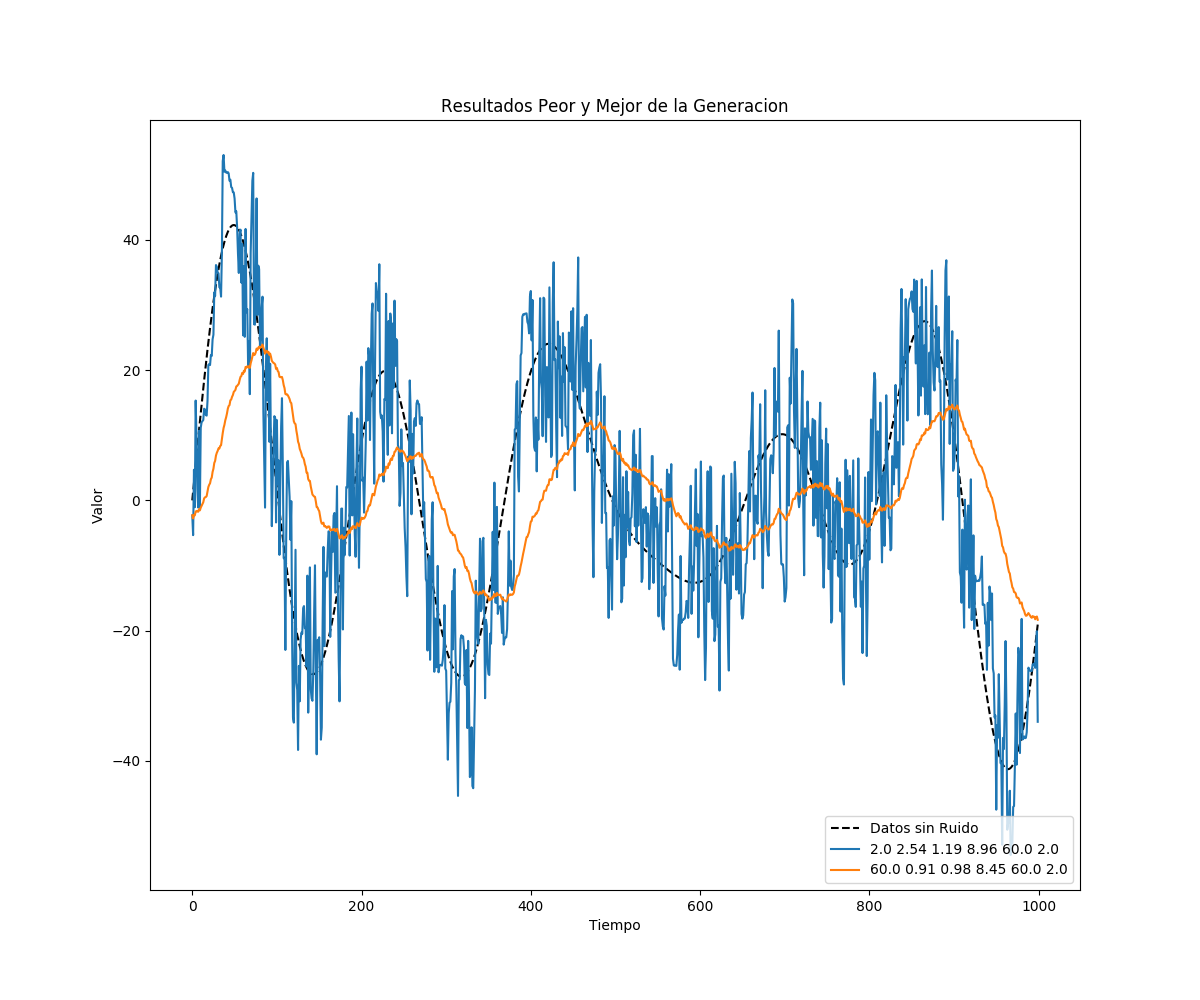 Resultados Peor y Mejor de la Generacion
Valor
40
20
0
−20
−40
0
200
400
600
800
1000
Tiempo
Datos sin Ruido
2.0 2.54 1.19 8.96 60.0 2.0
60.0 0.91 0.98 8.45 60.0 2.0